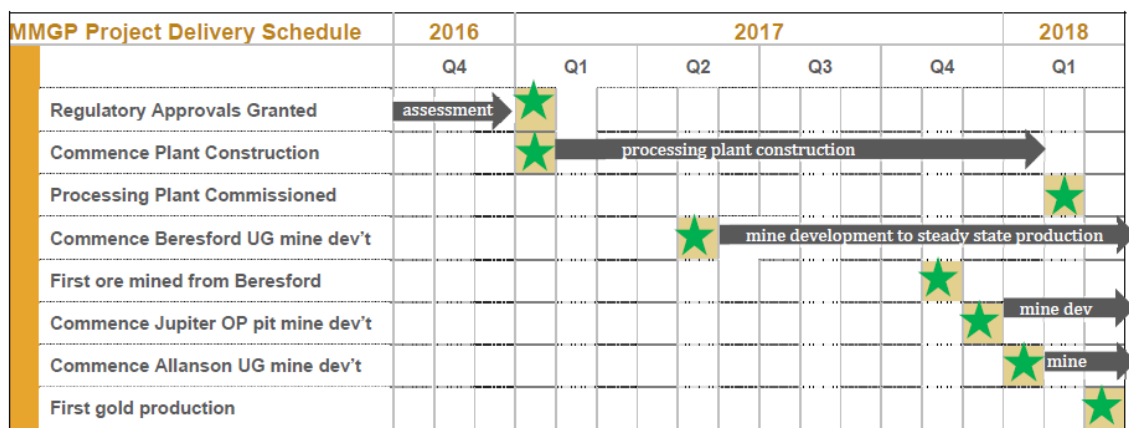 MMGP Project Delivery Schedule 2016 2017 2018
Q4 Q1 Q2 Q3 Q4 Q1
Regulatory Approvals Granted assessment
Commence Plant Construction processing plant construction
Processing Plant Commissioned
Commence Beresford UG mine dev't mine development to steady state production
First ore mined from Beresford
mine dev
Commence Jupiter OP pit mine dev't
Commence Allanson UG mine dev't mine
First gold production